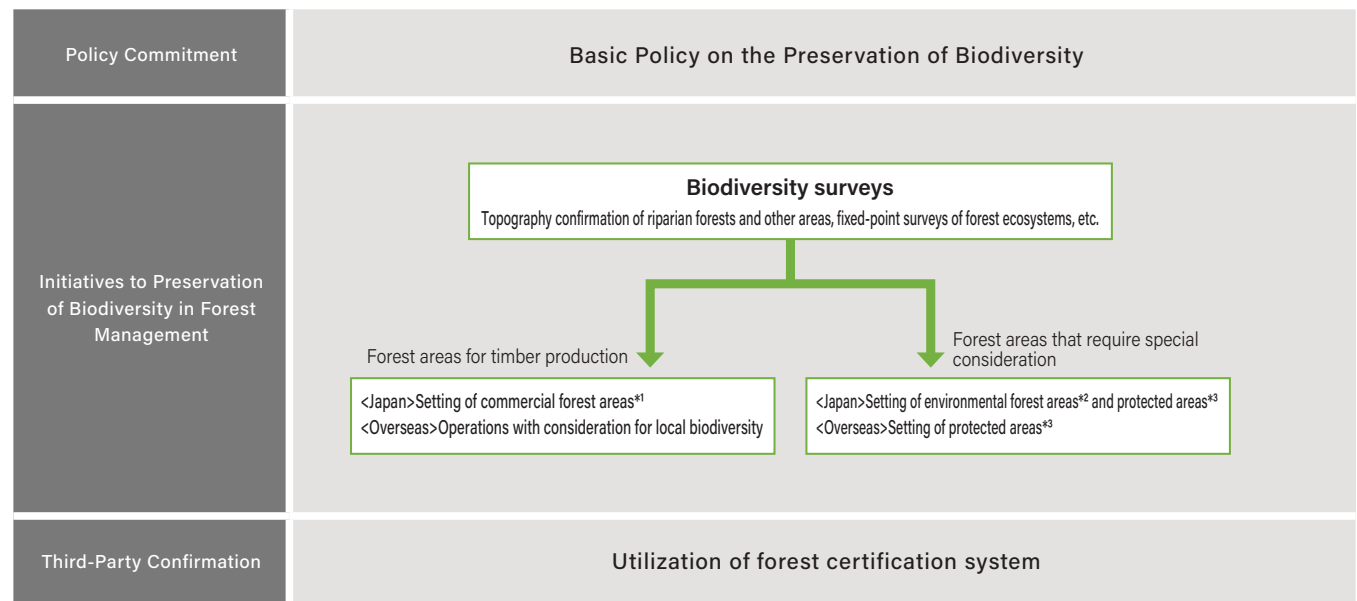 Policy Commitment
Basic Policy on the Preservation of Biodiversity
Initiatives to Preservation
of Biodiversity in Forest
Management
Biodiversity surveys
Topography confirmation of riparian forests and other areas, fixed-point surveys of forest ecosystems, etc.
Forest areas for timber production
<Japan>Setting of commercial forest areas*1
<Overseas>Operations with consideration for local biodiversity
Forest areas that require special
consideration
<Japan>Setting of environmental forest areas*2 and protected areas*3
<Overseas>Setting of protected areas*3
Third-Party Confirmation
Utilization of forest certification system